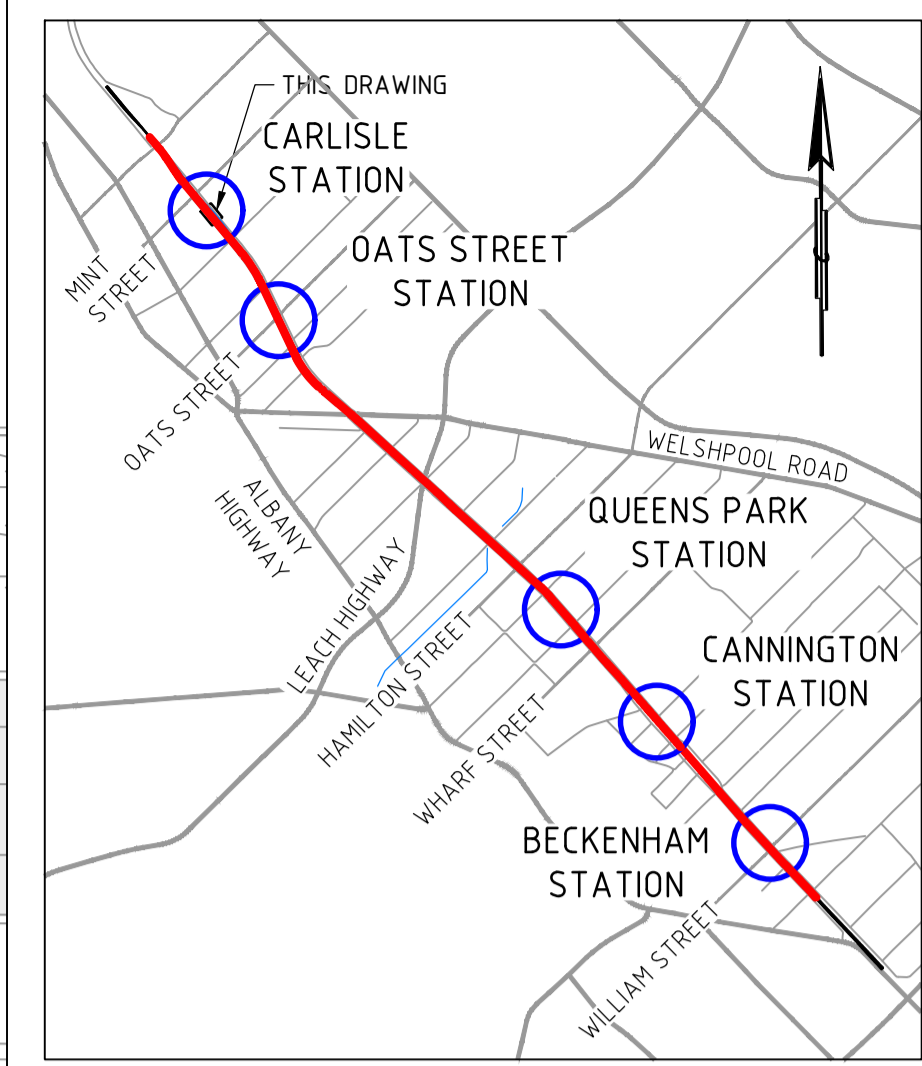 THIS DRAWING
CARLISLE
STATION
OATS STREET
STATION
MINT
STREET
OATS STREET
ALBANY
HIGHWAY
WELSHPOOL ROAD
QUEENS PARK
STATION
LEACH HIGHWAY
HAMILTON STREET
CANNINGTON
STATION
WHARF STREET
BECKENHAM
STATION
WILLIAM STREET